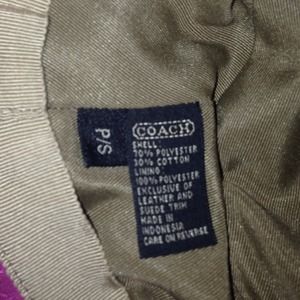 COACH
P/S
SHELL:
70% POLYESTER
30% COTTON
LINING:
100% POLYESTER
EXCLUSIVE OF
LEATHER AND
SUEDE TRIM
MADE IN
INDONESIA
CARE ON REVERSE